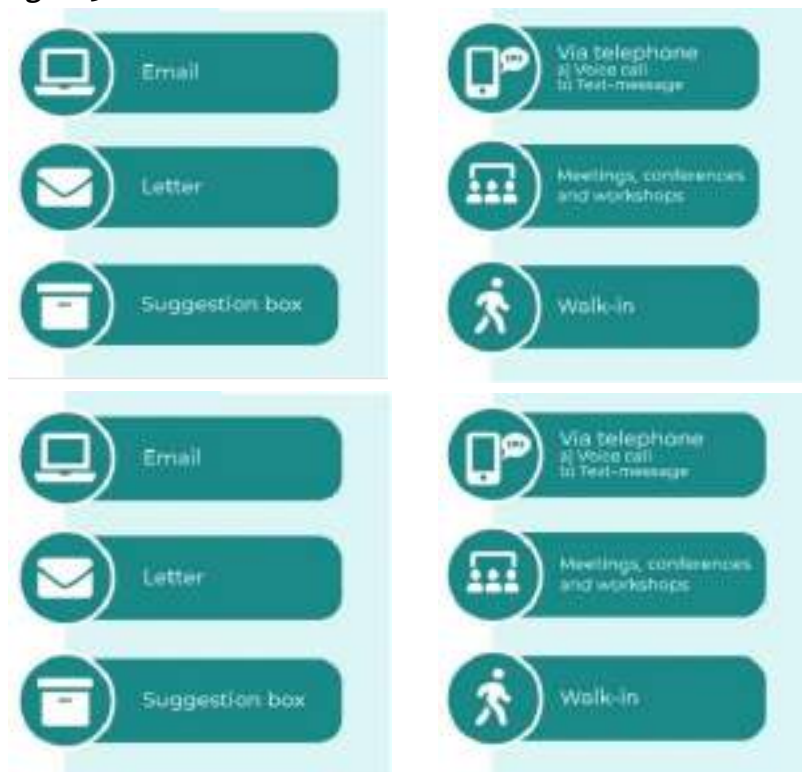 Email
Via telephone
a) Voice call
b) Text-message
Letter
Meetings, conferences
and workshops
Suggestion box
Walk-in
Email
Via telephone
a) Voice call
b) Text-message
Letter
Meetings, conferences
and workshops
Suggestion box
Walk-in